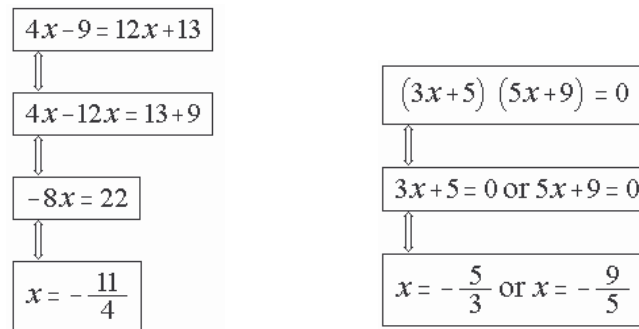 4x-9 = 12x+13
4x-12x = 13+9
-8x = 22
x = -11/4
(3x+5) (5x+9) = 0
3x+5 = 0 or 5x+9 = 0
x = -5/3 or x = -9/5